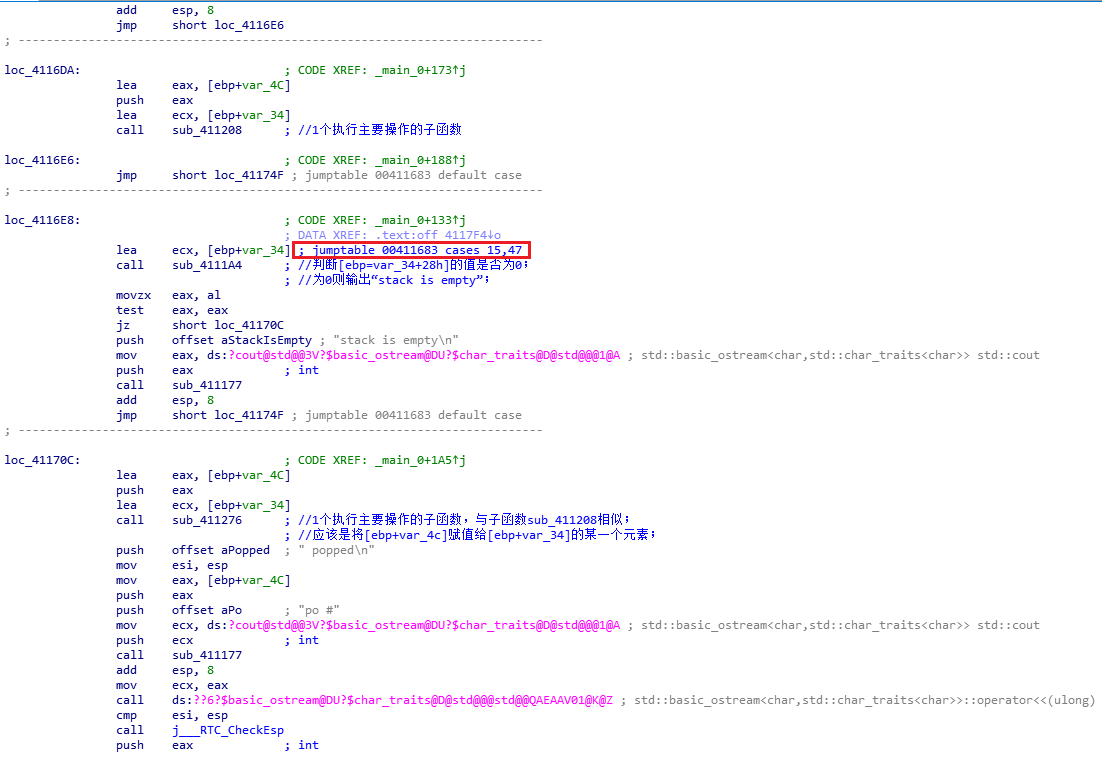 add esp, 8
jmp short loc_4116E6
; ---------------------------------------------------------------------------
loc_4116DA: ; CODE XREF: _main_0+173↑j
lea eax, [ebp+var_4C]
push eax
lea ecx, [ebp+var_34]
call sub_411208 ; //1个执行主要操作的子函数
loc_4116E6: ; CODE XREF: _main_0+188↑j
jmp short loc_41174F ; jumptable 00411683 default case
; ---------------------------------------------------------------------------
loc_4116E8: ; CODE XREF: _main_0+133↑j
; DATA XREF: .text:off_4117F4↓o
lea ecx, [ebp+var_34] ; jumptable 00411683 cases 15,47
call sub_4111A4 ; //判断[ebp=var_34+28h]的值是否为0；
; //为0则输出“stack is empty”；
movzx eax, al
test eax, eax
jz short loc_41170C
push offset aStackIsEmpty ; "stack is empty\n"
mov eax, ds:?cout@std@@3V?$basic_ostream@DU?$char_traits@D@std@@@1@A ; std::basic_ostream<char,std::char_traits<char>> std::cout
push eax ; int
call sub_411177
add esp, 8
jmp short loc_41174F ; jumptable 00411683 default case
; ---------------------------------------------------------------------------
loc_41170C: ; CODE XREF: _main_0+1A5↑j
lea eax, [ebp+var_4C]
push eax
lea ecx, [ebp+var_34]
call sub_411276 ; //1个执行主要操作的子函数，与子函数sub_411208相似；
; //应该是将[ebp+var_4c]赋值给[ebp+var_34]的某一个元素；
push offset aPopped ; " popped\n"
mov esi, esp
mov eax, [ebp+var_4C]
push eax
push offset aPo ; "po #"
mov ecx, ds:?cout@std@@3V?$basic_ostream@DU?$char_traits@D@std@@@1@A ; std::basic_ostream<char,std::char_traits<char>> std::cout
push ecx ; int
call sub_411177
add esp, 8
mov ecx, eax
call ds:??6?$basic_ostream@DU?$char_traits@D@std@@@std@@QAEAAV01@K@Z ; std::basic_ostream<char,std::char_traits<char>>::operator<<(ulong)
cmp esi, esp
call j___RTC_CheckEsp
push eax ; int